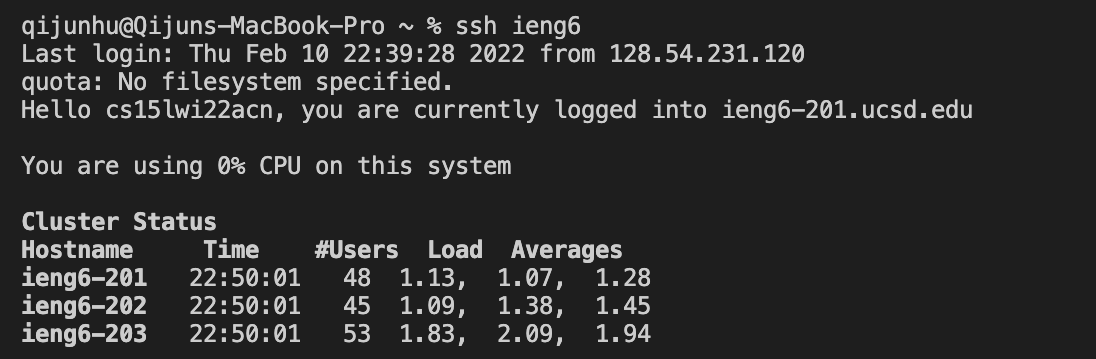 qijunhu@Qijuns-MacBook-Pro ~ % ssh ieng6
Last login: Thu Feb 10 22:39:28 2022 from 128.54.231.120
quota: No filesystem specified.
Hello cs15lwi22acn, you are currently logged into ieng6-201.ucsd.edu
You are using 0% CPU on this system
Cluster Status
Hostname     Time    #Users  Load  Averages
ieng6-201   22:50:01   48  1.13,  1.07,  1.28
ieng6-202   22:50:01   45  1.09,  1.38,  1.45
ieng6-203   22:50:01   53  1.83,  2.09,  1.94